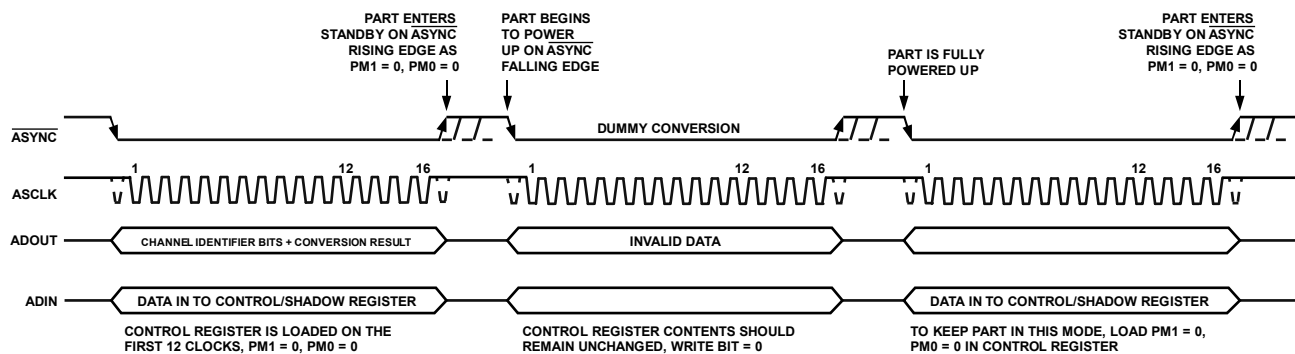 PART ENTERS
STANDBY ON ASYNC
RISING EDGE AS
PM1 = 0, PM0 = 0
PART BEGINS
TO POWER
UP ON ASYNC
FALLING EDGE
PART IS FULLY
POWERED UP
PART ENTERS
STANDBY ON ASYNC
RISING EDGE AS
PM1 = 0, PM0 = 0
ASYNC
DUMMY CONVERSION
ASCLK
1 12 16
1 12 16
1 12 16
ADOUT
CHANNEL IDENTIFIER BITS + CONVERSION RESULT
INVALID DATA
ADIN
DATA IN TO CONTROL/SHADOW REGISTER
DATA IN TO CONTROL/SHADOW REGISTER
CONTROL REGISTER IS LOADED ON THE
FIRST 12 CLOCKS, PM1 = 0, PM0 = 0
CONTROL REGISTER CONTENTS SHOULD
REMAIN UNCHANGED, WRITE BIT = 0
TO KEEP PART IN THIS MODE, LOAD PM1 = 0,
PM0 = 0 IN CONTROL REGISTER